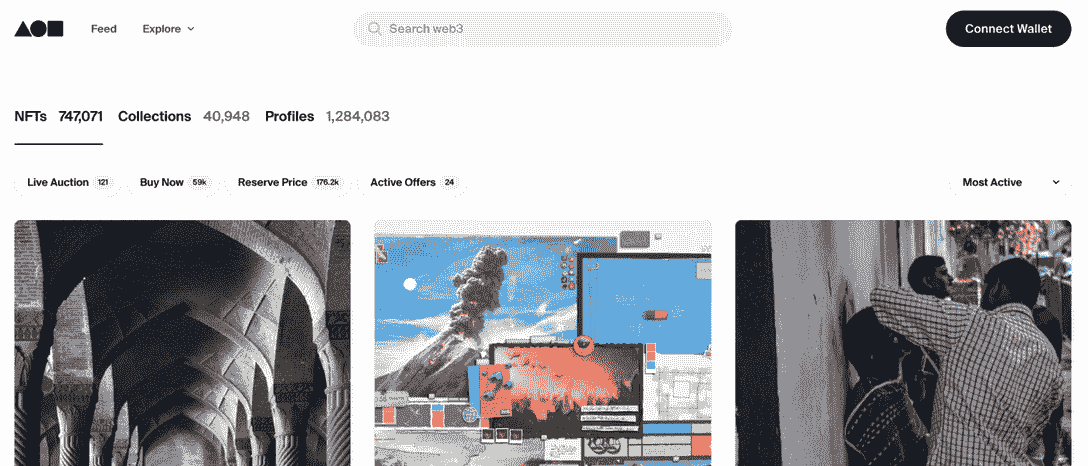 Feed Explore Search web3 Connect Wallet
NFTs 747,071 Collections 40,948 Profiles 1,284,083
Live Auction 121 Buy Now 59k Reserve Price 176.2k Active Offers 24 Most Active